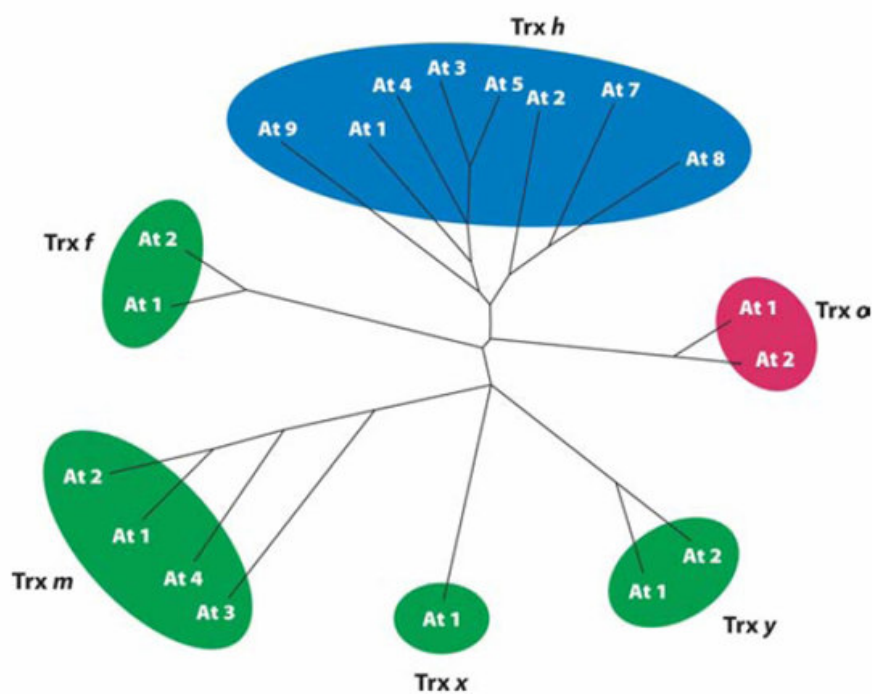 Trx h
At 3
At 4
At 5
At 2
At 7
At 9
At 1
At 8
Trx f
At 2
At 1
At 1
Trx o
At 2
At 2
At 1
At 4
At 3
Trx m
At 1
Trx x
At 2
At 1
Trx y